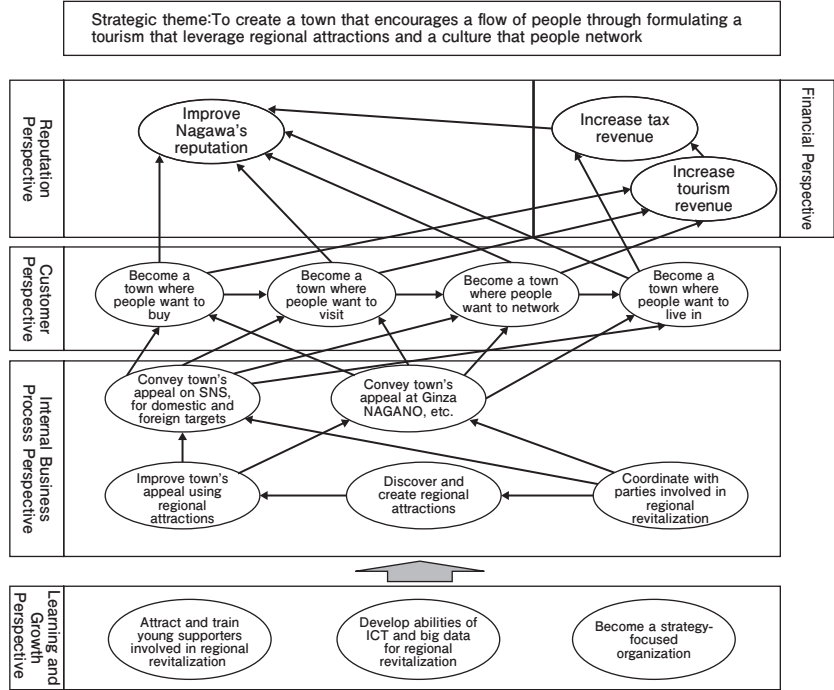 Strategic theme:To create a town that encourages a flow of people through formulating a
tourism that leverage regional attractions and a culture that people network
Reputation
Perspective
Improve
Nagawa's
reputation
Increase tax
revenue
Increase
tourism
revenue
Financial Perspective
Customer
Perspective
Become a
town where
people want to
buy
Become a
town where
people want to
visit
Become a town
where people
want to network
Become a
town where
people want to
live in
Internal Business
Process Perspective
Convey town's
appeal on SNS,
for domestic and
foreign targets
Convey town's
appeal at Ginza
NAGANO, etc.
Improve town's
appeal using
regional
attractions
Discover and
create regional
attractions
Coordinate with
parties involved in
regional
revitalization
Learning and
Growth
Perspective
Attract and train
young supporters
involved in regional
revitalization
Develop abilities of
ICT and big data
for regional
revitalization
Become a strategy-
focused
organization